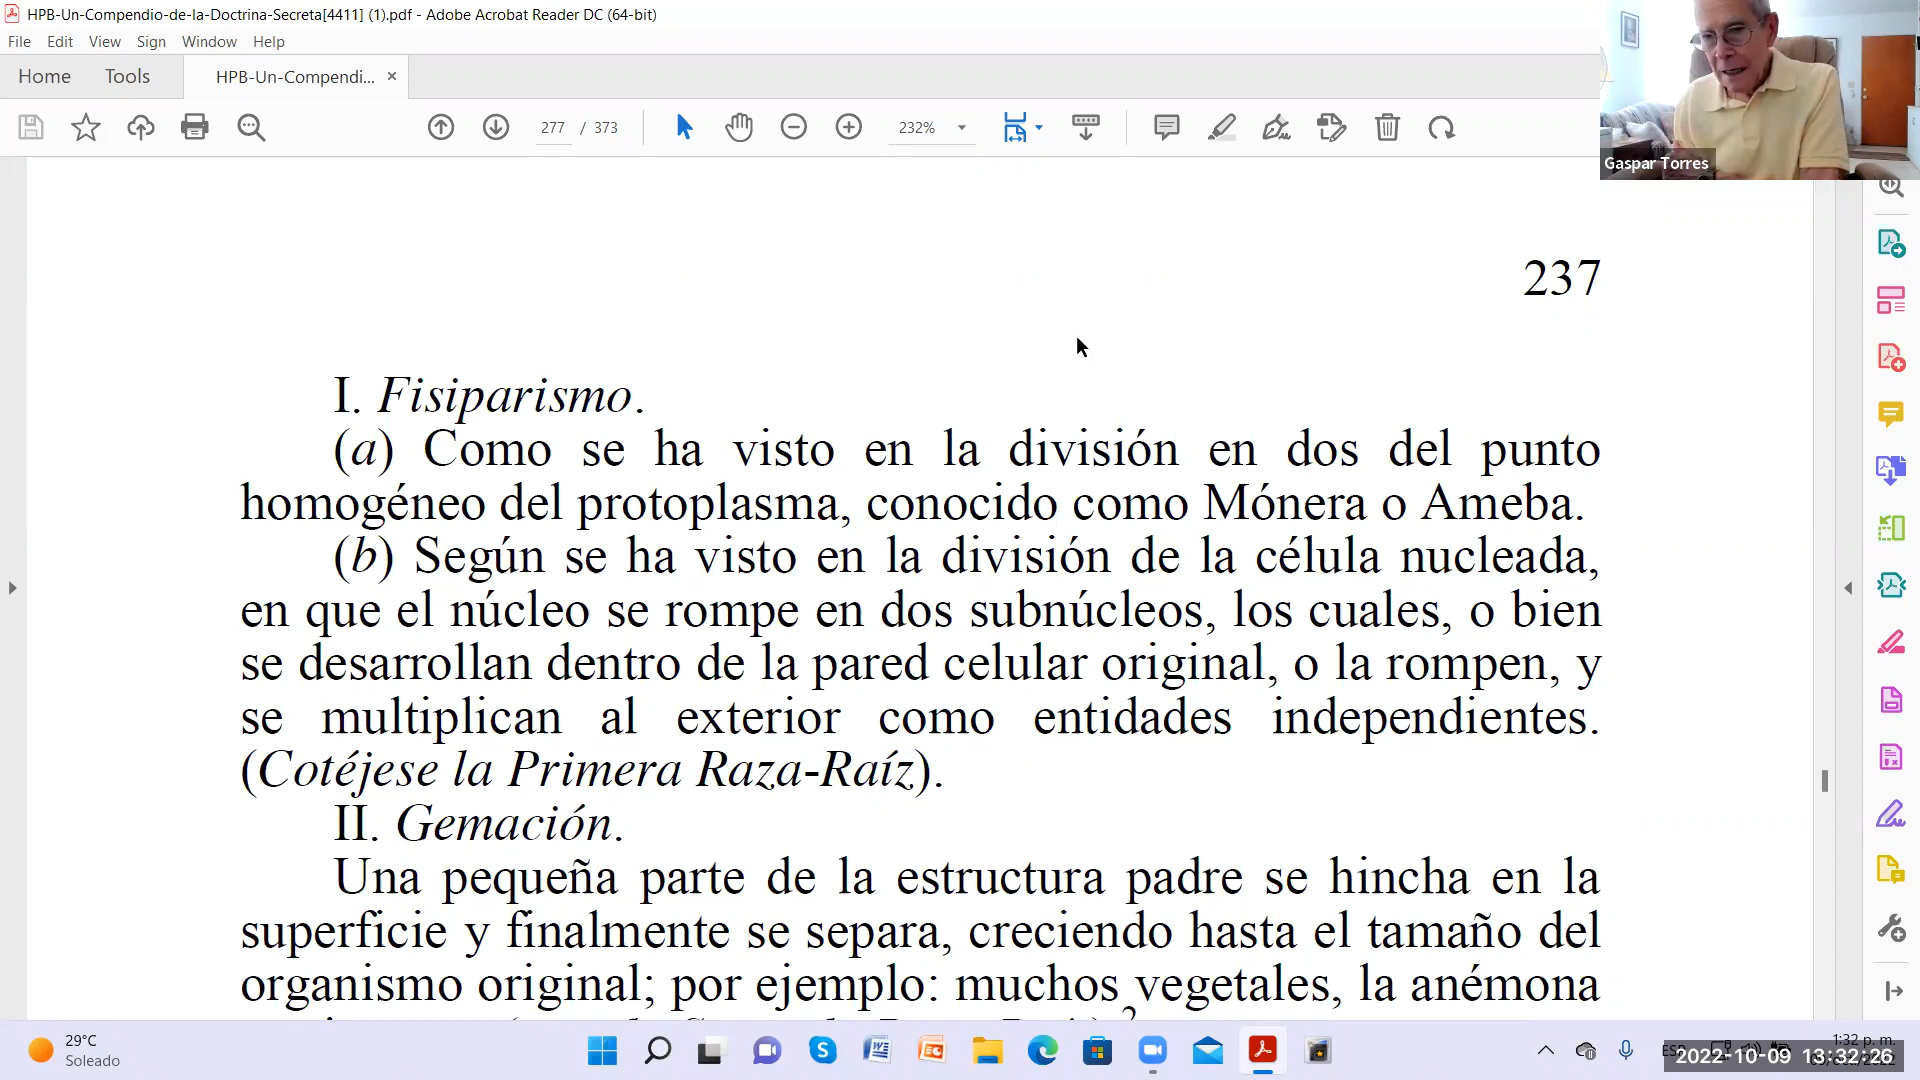 HPB-Un-Compendio-de-la-Doctrina-Secreta[4411] (1).pdf - Adobe Acrobat Reader DC (64-bit)
File Edit View Sign Window Help
Home Tools HPB-Un-Compendi... ×
277 / 373 232%
Gaspar Torres
237
I. Fisiparismo.
(a) Como se ha visto en la división en dos del punto
homogéneo del protoplasma, conocido como Mónera o Ameba.
(b) Según se ha visto en la división de la célula nucleada,
en que el núcleo se rompe en dos subnúcleos, los cuales, o bien
se desarrollan dentro de la pared celular original, o la rompen, y
se multiplican al exterior como entidades independientes.
(Cotéjese la Primera Raza-Raíz).
II. Gemación.
Una pequeña parte de la estructura padre se hincha en la
superficie y finalmente se separa, creciendo hasta el tamaño del
organismo original; por ejemplo: muchos vegetales, la anémona
29°C
Soleado
1:32 p. m.
2022-10-09 13:32:26